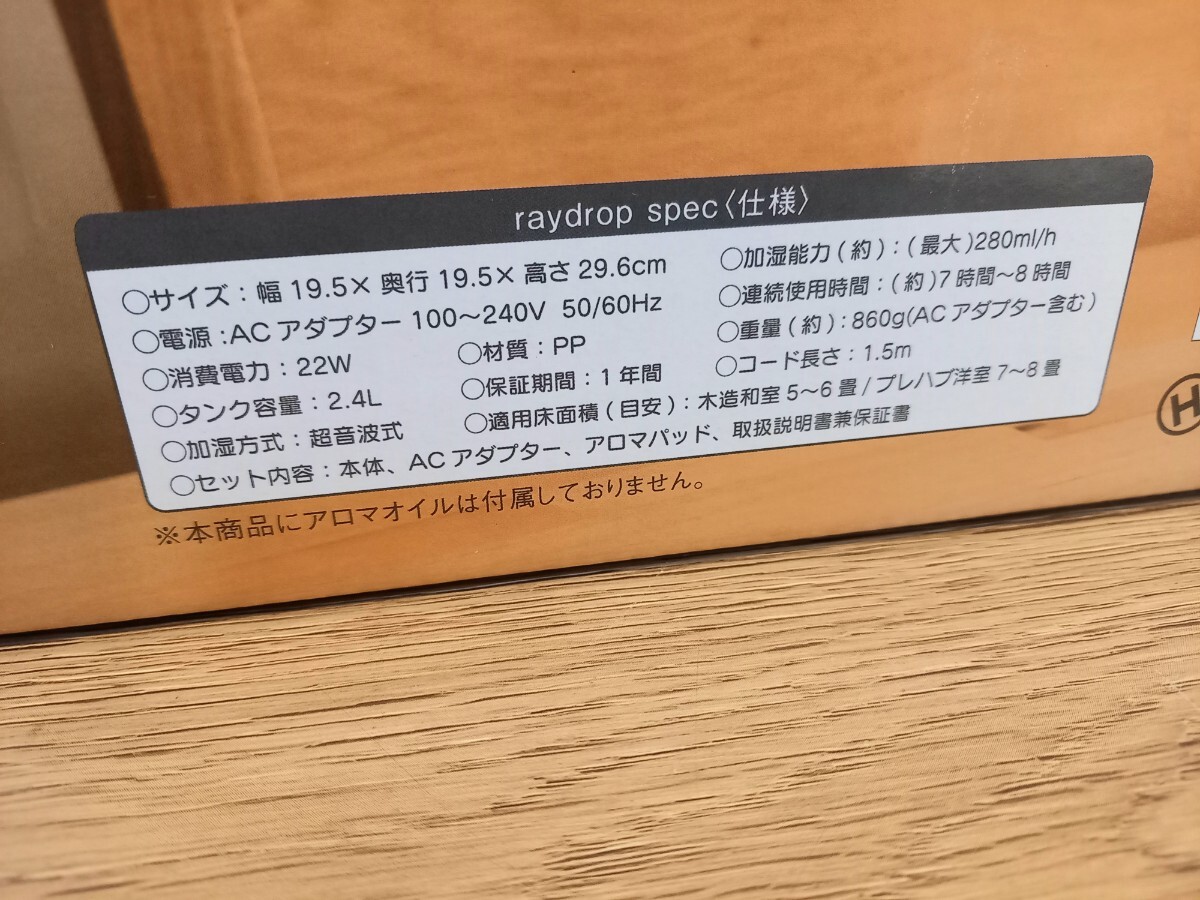 raydrop spec〈仕様〉
○サイズ：幅 19.5× 奥行 19.5× 高さ 29.6cm
○電源：AC アダプター 100～240V 50/60Hz
○消費電力：22W
○タンク容量：2.4L
○加湿方式：超音波式
○材質：PP
○保証期間：1 年間
○適用床面積 ( 目安 )：木造和室 5～6 畳 / プレハブ洋室 7～8 畳
○加湿能力 ( 約 )：( 最大 )280ml/h
○連続使用時間：( 約 )7 時間～8 時間
○重量 ( 約 )：860g(AC アダプター含む )
○コード長さ：1.5m
○セット内容：本体、AC アダプター、アロマパッド、取扱説明書兼保証書
※本商品にアロマオイルは付属しておりません。
H